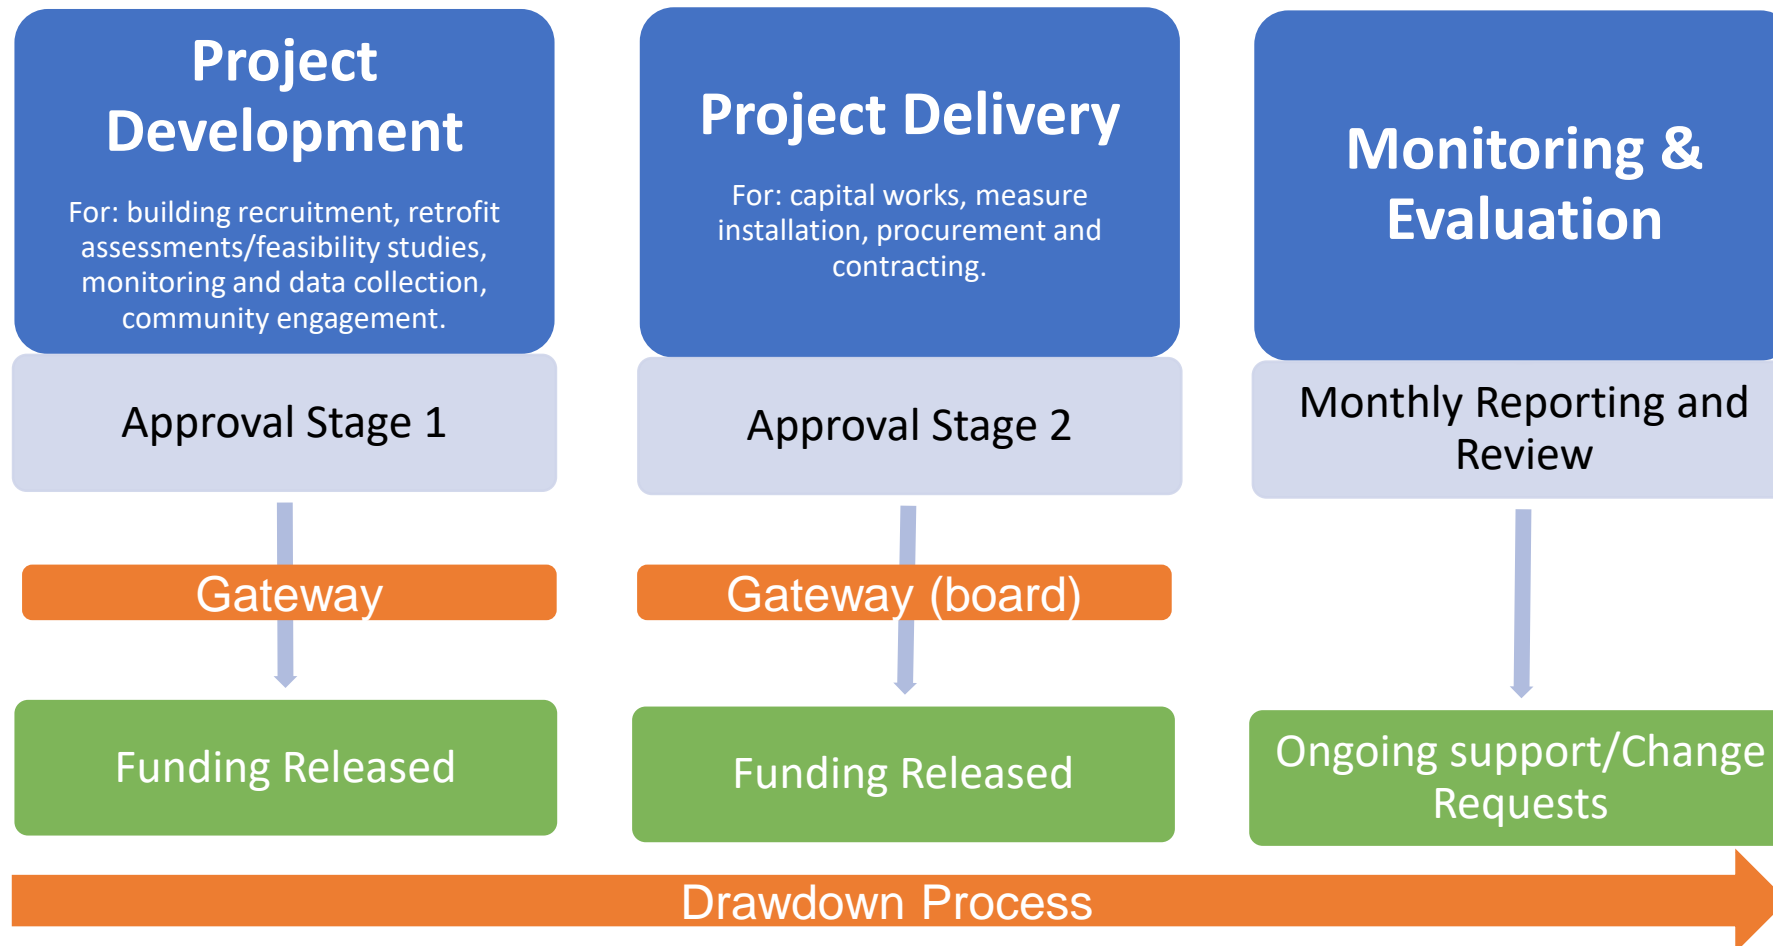 Project
Development
For: building recruitment, retrofit
assessments/feasibility studies,
monitoring and data collection,
community engagement.
Approval Stage 1
Gateway
Funding Released
Project Delivery
For: capital works, measure
installation, procurement and
contracting.
Approval Stage 2
Gateway (board)
Funding Released
Monitoring &
Evaluation
Monthly Reporting and
Review
Ongoing support/Change
Requests
Drawdown Process